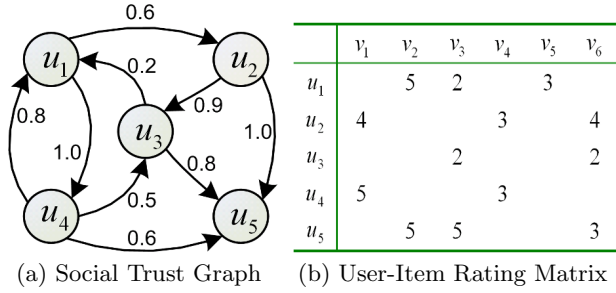 0.6
u1 u2
0.2
0.9
0.8 u3
1.0 0.8 1.0
0.5
u4 u5
0.6
(a) Social Trust Graph
v1 v2 v3 v4 v5 v6
u1 5 2 3
u2 4 3 4
u3 2 2
u4 5 3
u5 5 5 3
(b) User-Item Rating Matrix